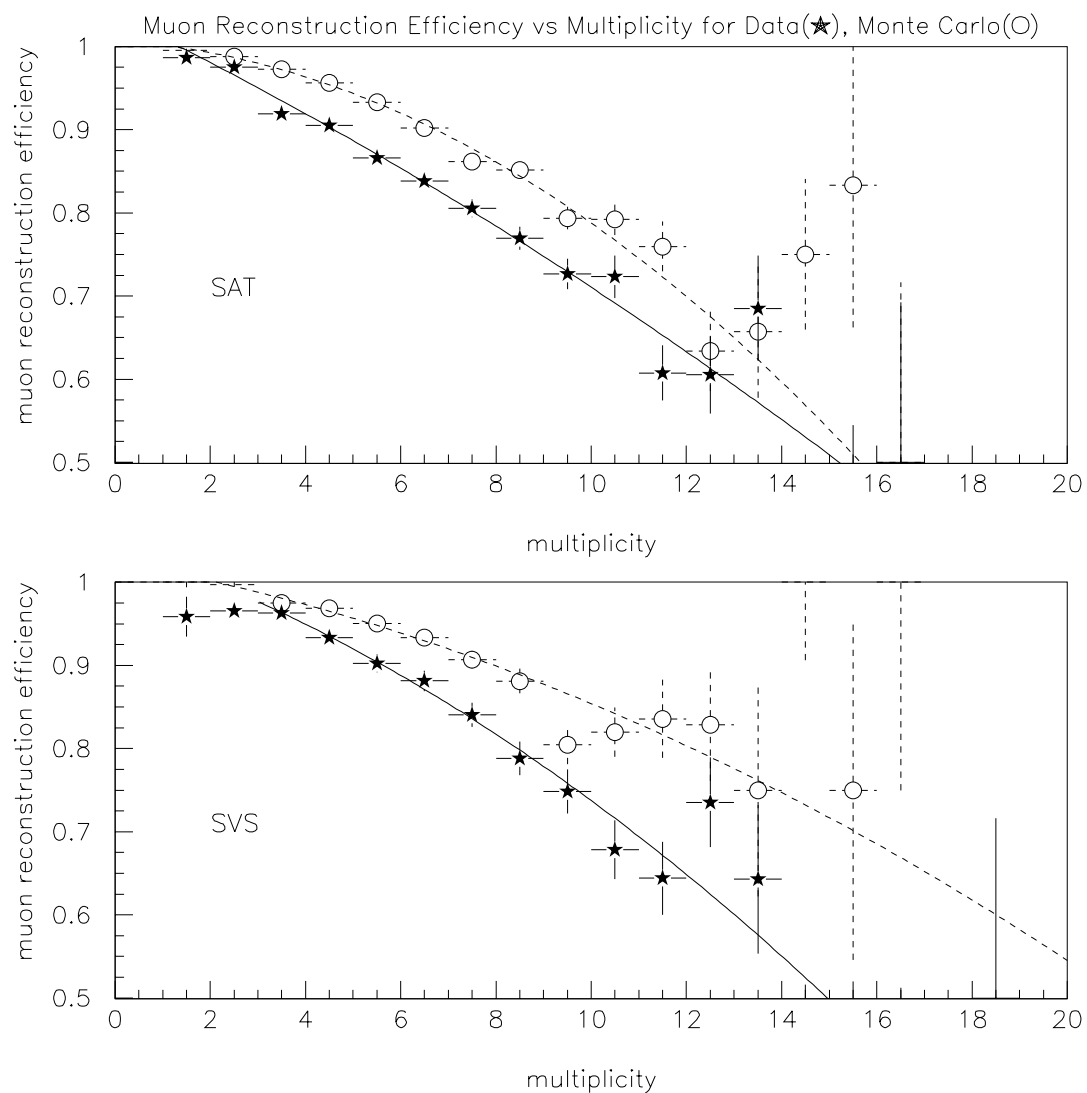 Muon Reconstruction Efficiency vs Multiplicity for Data(★), Monte Carlo(○)
muon reconstruction efficiency
1
0.9
0.8
0.7
0.6
0.5
SAT
0 2 4 6 8 10 12 14 16 18 20
multiplicity
muon reconstruction efficiency
1
0.9
0.8
0.7
0.6
0.5
SVS
0 2 4 6 8 10 12 14 16 18 20
multiplicity